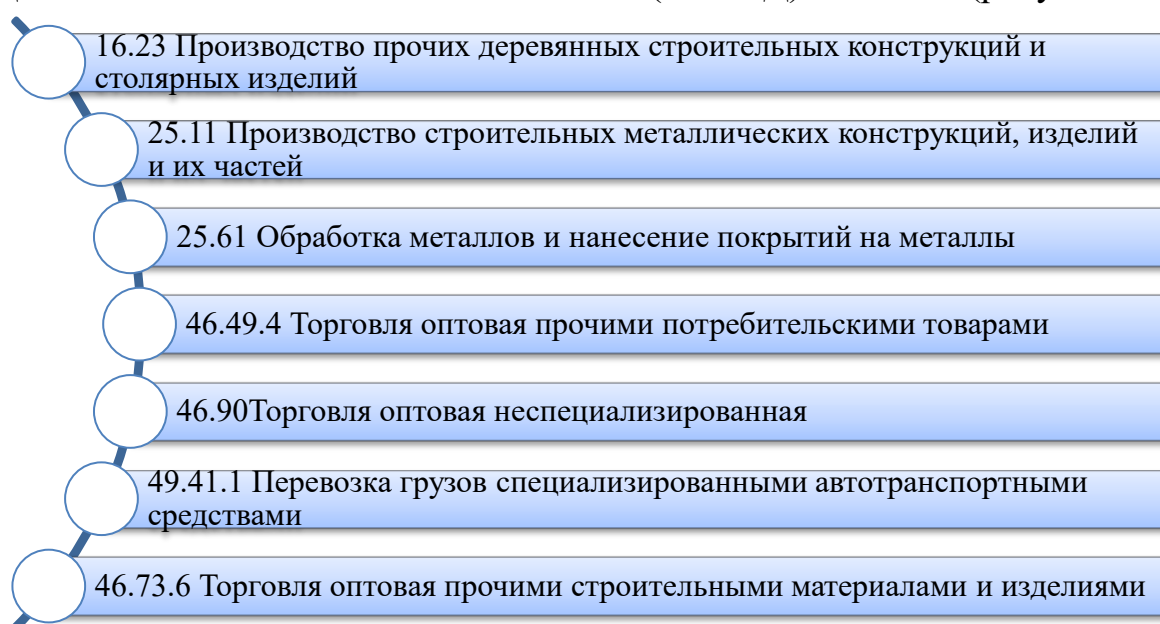 16.23 Производство прочих деревянных строительных конструкций и
столярных изделий
25.11 Производство строительных металлических конструкций, изделий
и их частей
25.61 Обработка металлов и нанесение покрытий на металлы
46.49.4 Торговля оптовая прочими потребительскими товарами
46.90Торговля оптовая неспециализированная
49.41.1 Перевозка грузов специализированными автотранспортными
средствами
46.73.6 Торговля оптовая прочими строительными материалами и изделиями